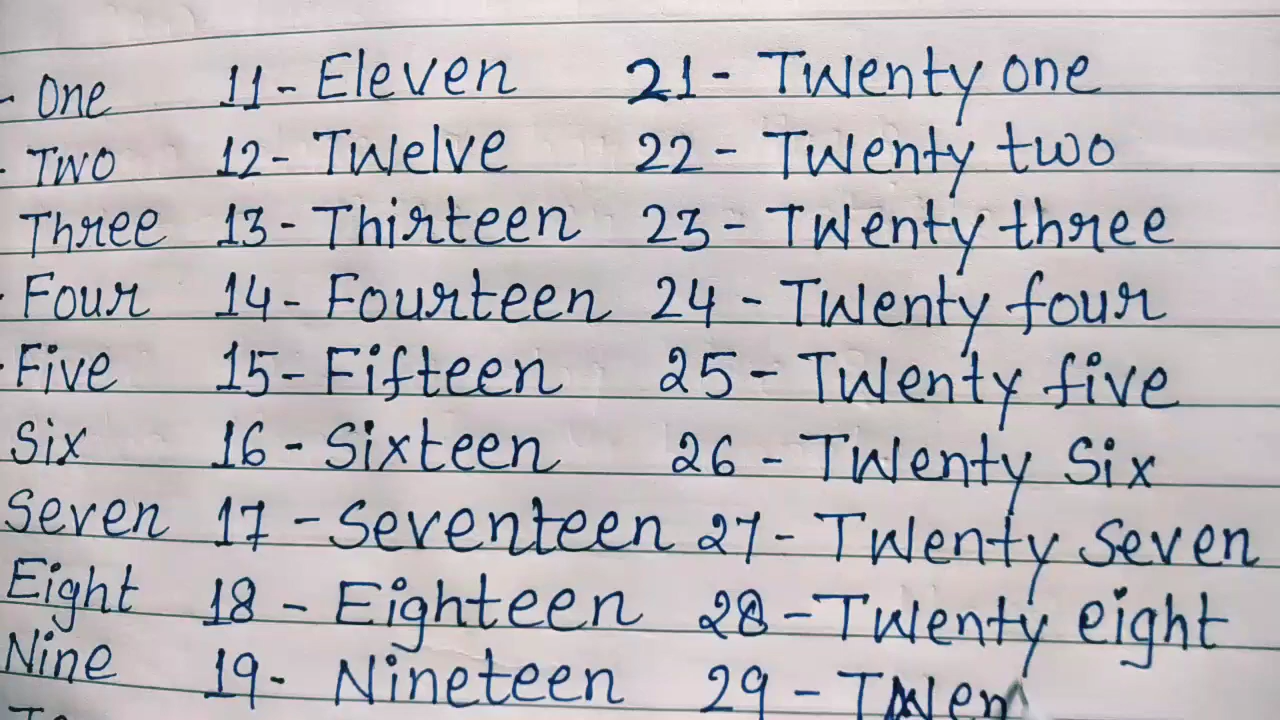 - One 11 - Eleven 21 - Twenty one
- Two 12 - Twelve 22 - Twenty two
Three 13 - Thirteen 23 - Twenty three
- Four 14 - Fourteen 24 - Twenty four
- Five 15 - Fifteen 25 - Twenty five
Six 16 - Sixteen 26 - Twenty Six
Seven 17 - Seventeen 27 - Twenty Seven
Eight 18 - Eighteen 28 - Twenty eight
Nine 19 - Nineteen 29 - Twen